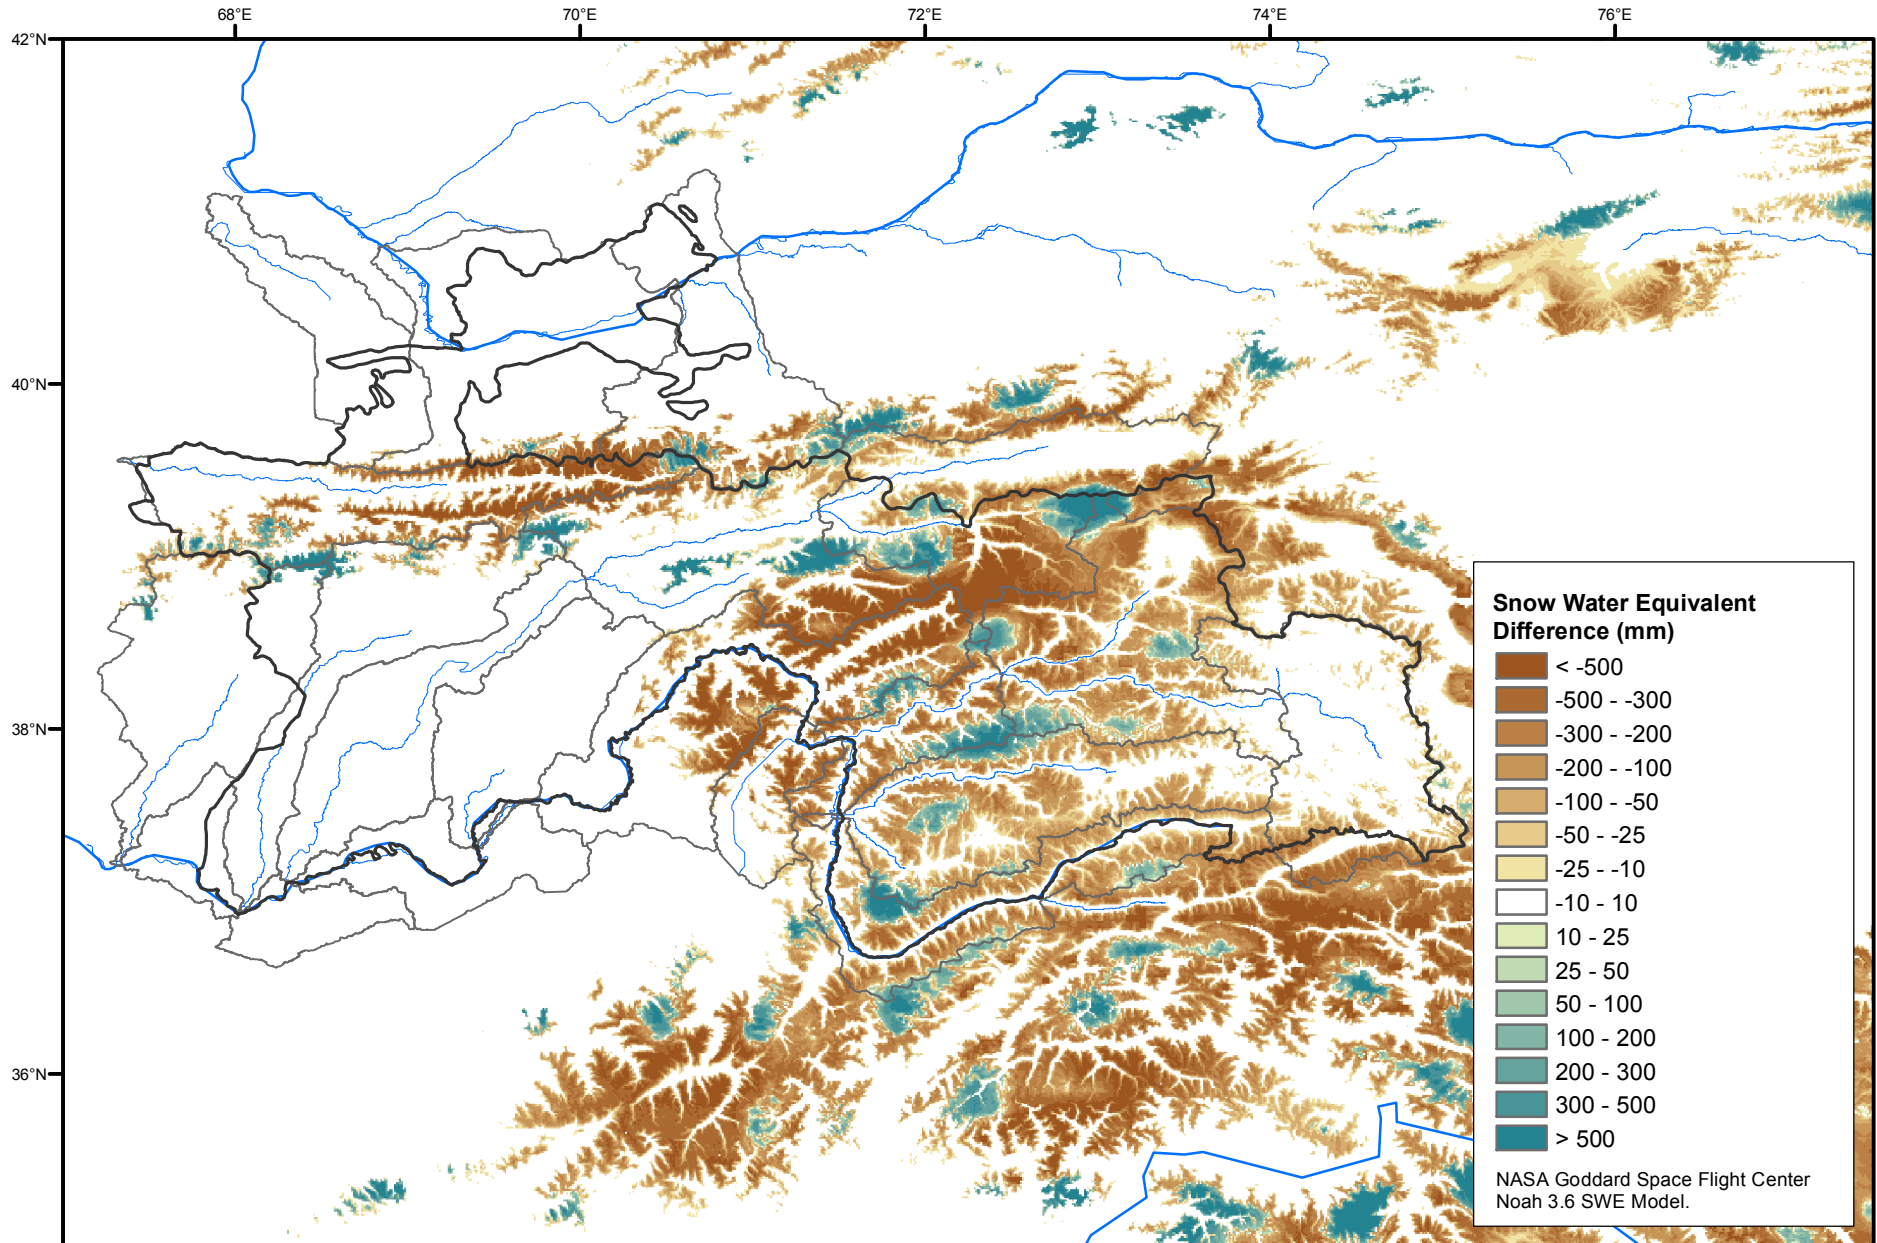 68°E 70°E 72°E 74°E 76°E
42°N
40°N
38°N
36°N
Snow Water Equivalent
Difference (mm)
< -500
-500 - -300
-300 - -200
-200 - -100
-100 - -50
-50 - -25
-25 - -10
-10 - 10
10 - 25
25 - 50
50 - 100
100 - 200
200 - 300
300 - 500
> 500
NASA Goddard Space Flight Center
Noah 3.6 SWE Model.